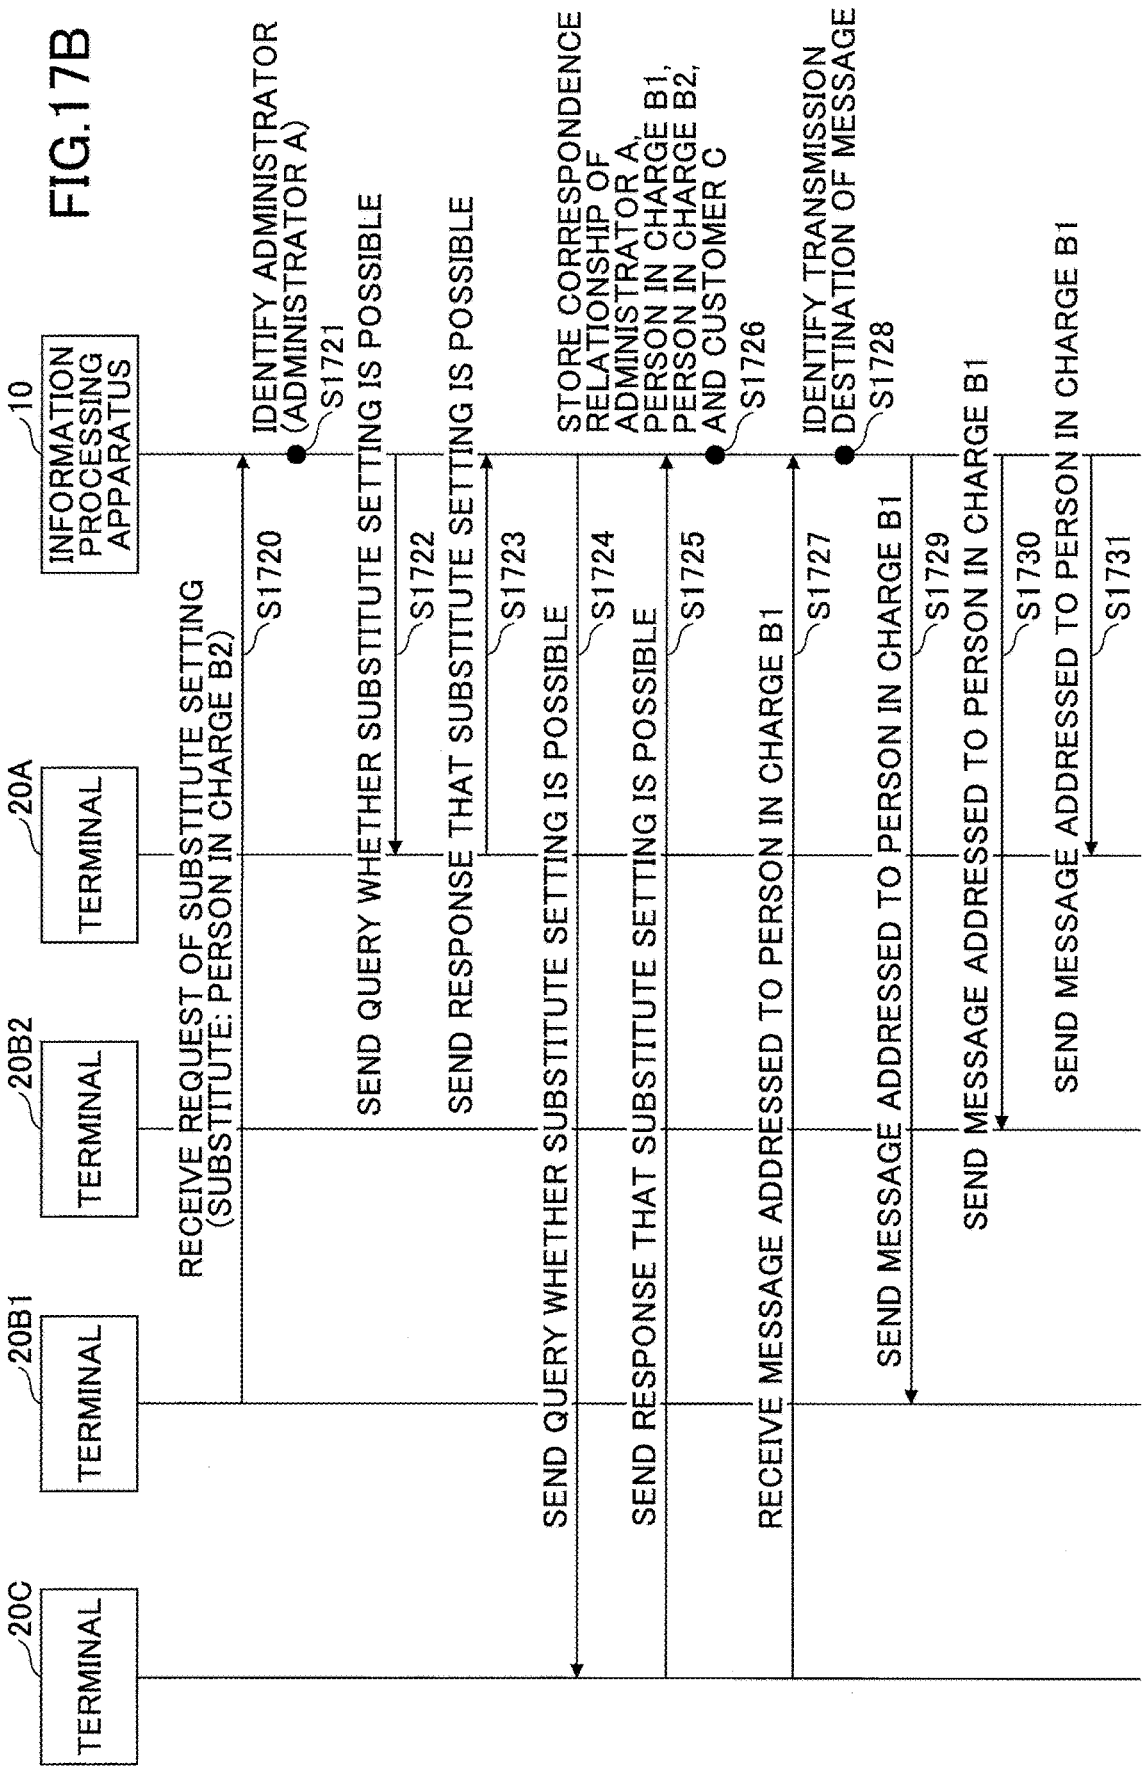 FIG.17B
20C
TERMINAL
20B1
TERMINAL
20B2
TERMINAL
20A
TERMINAL
10
INFORMATION
PROCESSING
APPARATUS
RECEIVE REQUEST OF SUBSTITUTE SETTING
(SUBSTITUTE: PERSON IN CHARGE B2)
S1720
IDENTIFY ADMINISTRATOR
(ADMINISTRATOR A)
S1721
SEND QUERY WHETHER SUBSTITUTE SETTING IS POSSIBLE
S1722
SEND RESPONSE THAT SUBSTITUTE SETTING IS POSSIBLE
S1723
SEND QUERY WHETHER SUBSTITUTE SETTING IS POSSIBLE
S1724
STORE CORRESPONDENCE
RELATIONSHIP OF
ADMINISTRATOR A,
PERSON IN CHARGE B1,
PERSON IN CHARGE B2,
AND CUSTOMER C
SEND RESPONSE THAT SUBSTITUTE SETTING IS POSSIBLE
S1725
S1726
RECEIVE MESSAGE ADDRESSED TO PERSON IN CHARGE B1
S1727
IDENTIFY TRANSMISSION
DESTINATION OF MESSAGE
S1728
SEND MESSAGE ADDRESSED TO PERSON IN CHARGE B1
S1729
SEND MESSAGE ADDRESSED TO PERSON IN CHARGE B1
S1730
SEND MESSAGE ADDRESSED TO PERSON IN CHARGE B1
S1731